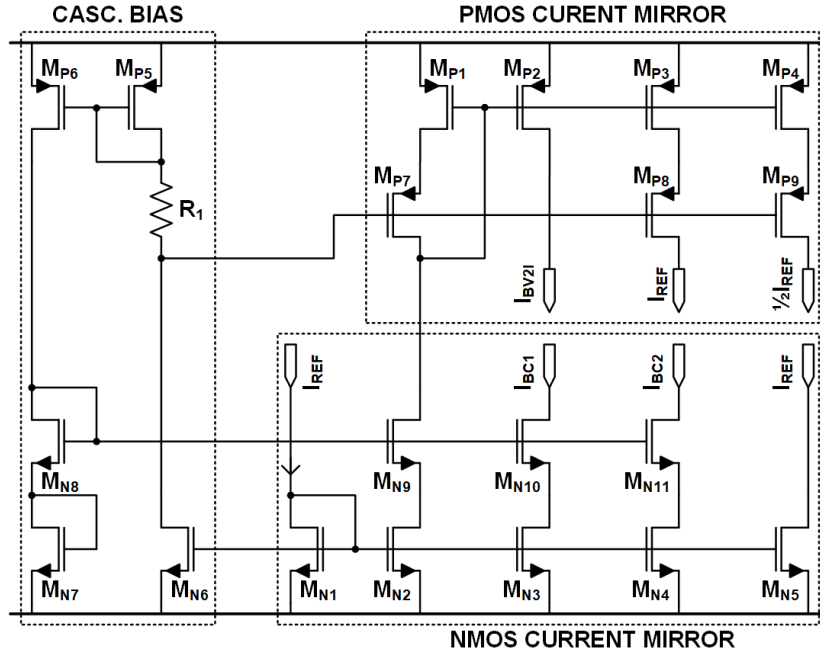 CASC. BIAS
PMOS CURENT MIRROR
MP6
MP5
MP1
MP2
MP3
MP4
MP7
MP8
MP9
R1
IBV2I
IREF
½IREF
IREF
IBC1
IBC2
IREF
MN8
MN9
MN10
MN11
MN7
MN6
MN1
MN2
MN3
MN4
MN5
NMOS CURRENT MIRROR